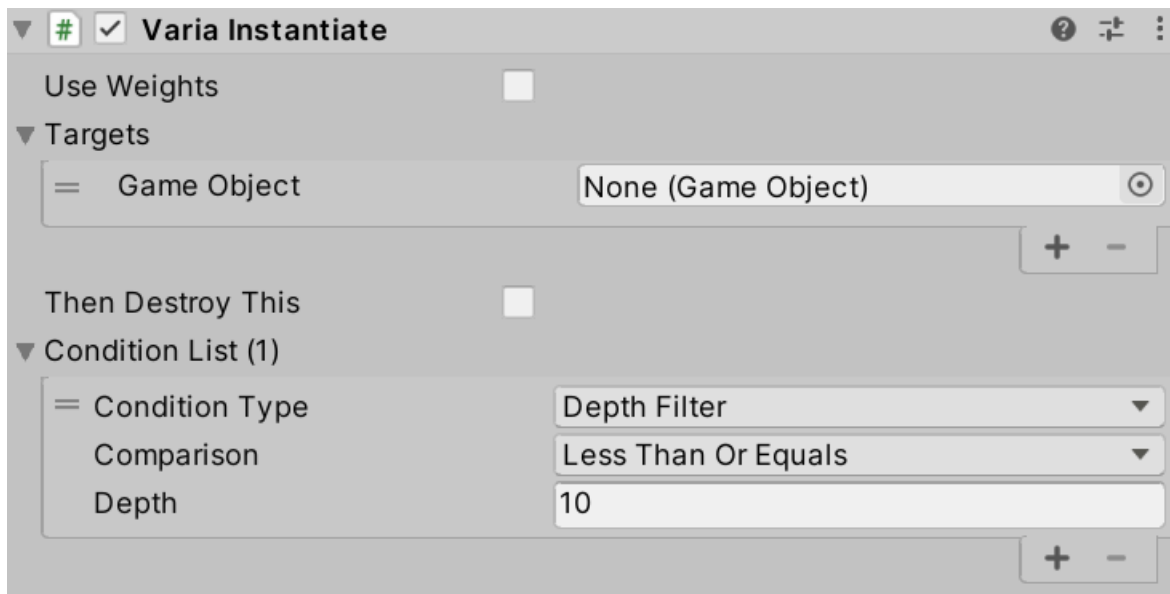 Varia Instantiate
Use Weights
Targets
Game Object None (Game Object)
Then Destroy This
Condition List (1)
Condition Type Depth Filter
Comparison Less Than Or Equals
Depth 10